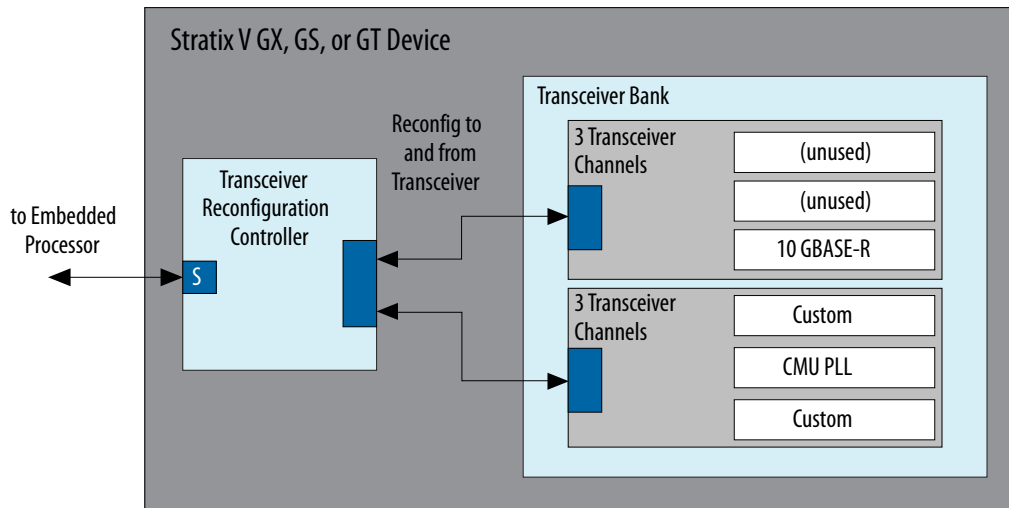 Stratix V GX, GS, or GT Device
Transceiver Bank
Reconfig to
and from
Transceiver
3 Transceiver
Channels
(unused)
(unused)
10 GBASE-R
Transceiver
Reconfiguration
Controller
to Embedded
Processor
S
3 Transceiver
Channels
Custom
CMU PLL
Custom